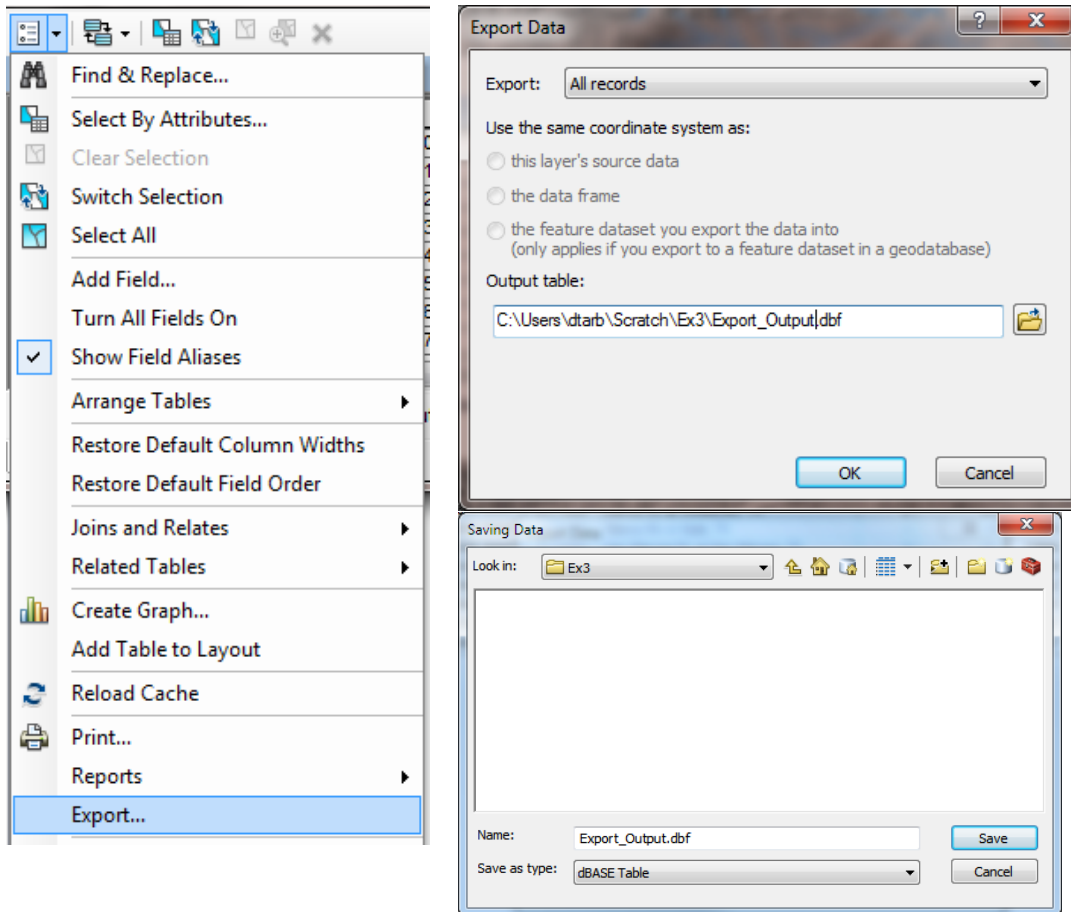 Find & Replace...
Select By Attributes...
Clear Selection
Switch Selection
Select All
Add Field...
Turn All Fields On
Show Field Aliases
Arrange Tables
Restore Default Column Widths
Restore Default Field Order
Joins and Relates
Related Tables
Create Graph...
Add Table to Layout
Reload Cache
Print...
Reports
Export...
Export Data
Export: All records
Use the same coordinate system as:
this layer's source data
the data frame
the feature dataset you export the data into
(only applies if you export to a feature dataset in a geodatabase)
Output table:
C:\Users\dtarb\Scratch\Ex3\Export_Output.dbf
OK Cancel
Saving Data
Look in: Ex3
Name: Export_Output.dbf Save
Save as type: dBASE Table Cancel